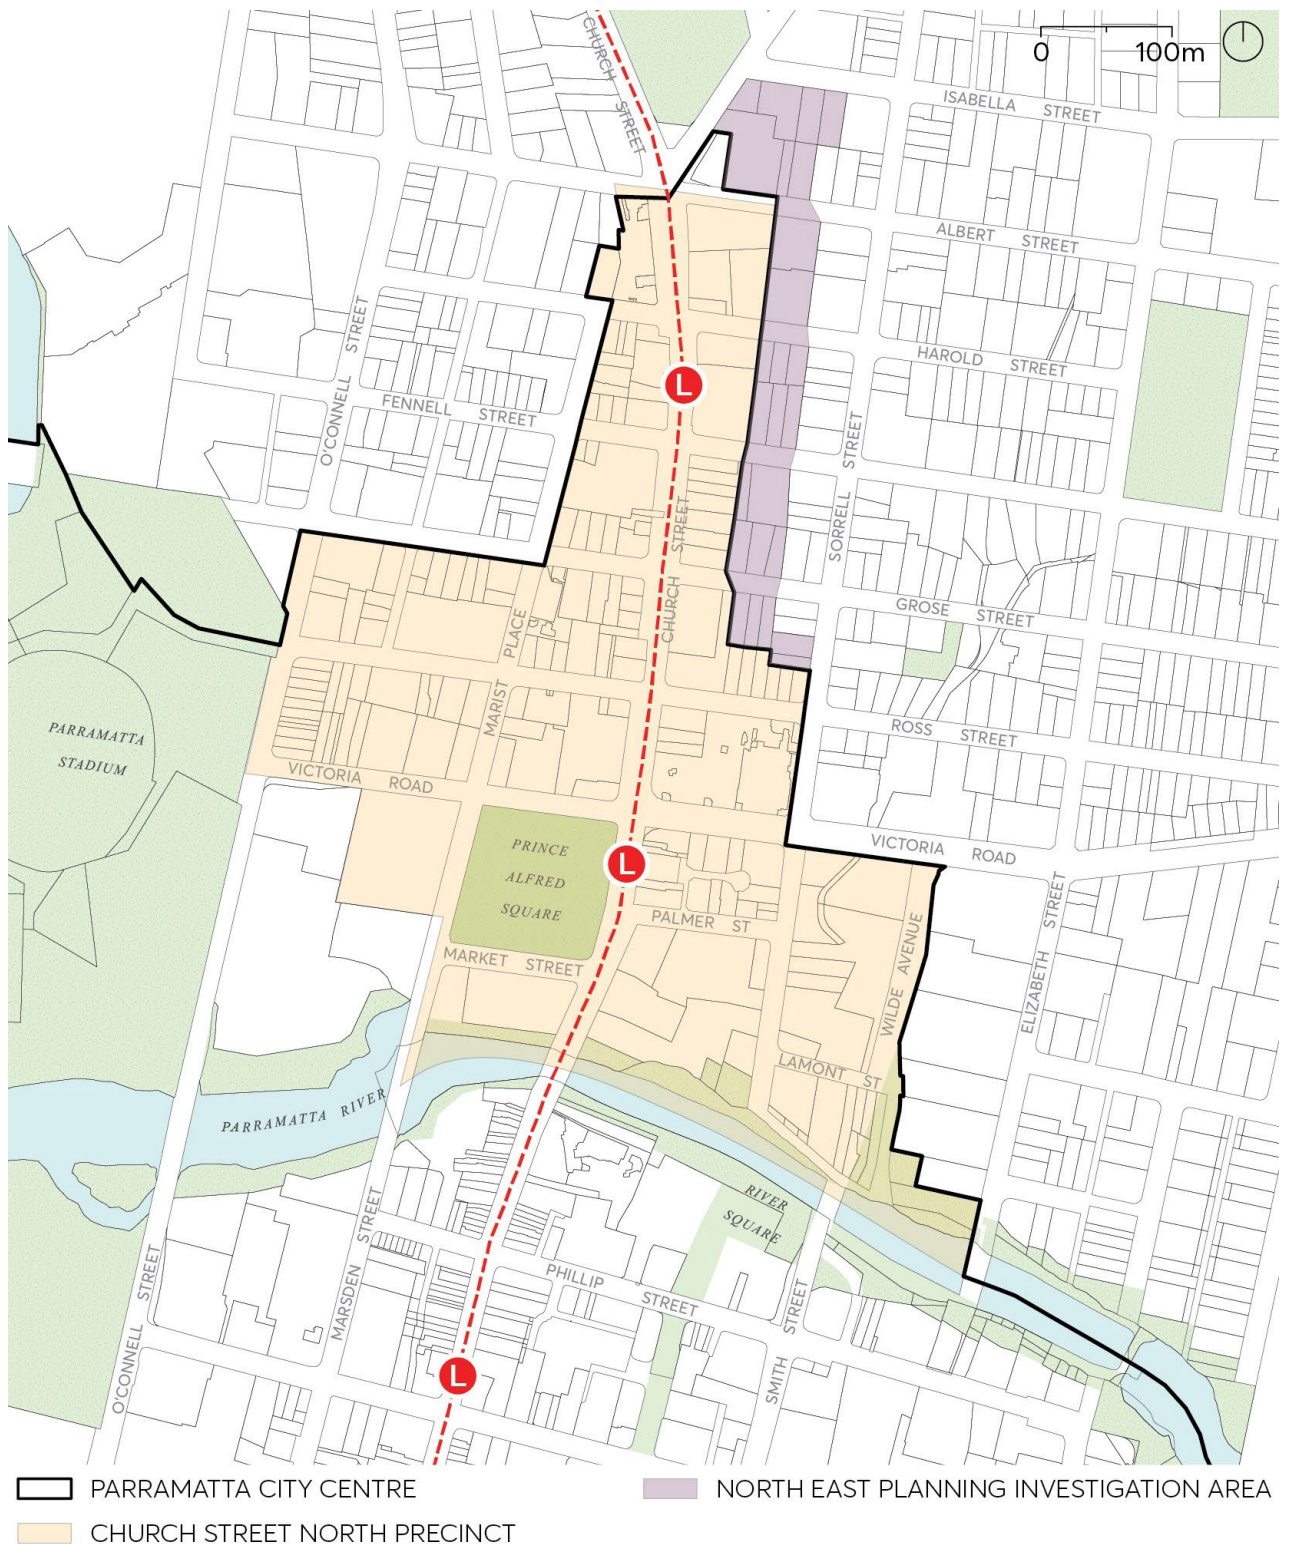 CHURCH STREET
0 100m
ISABELLA STREET
ALBERT STREET
O'CONNELL STREET
HAROLD STREET
L
FENNELL STREET
SORRELL STREET
CHURCH STREET
GROSE STREET
MARIST PLACE
PARRAMATTA
STADIUM
ROSS STREET
VICTORIA ROAD
PRINCE
ALFRED
SQUARE
L
VICTORIA ROAD
PALMER ST
MARKET STREET
WILDE AVENUE
ELIZABETH STREET
LAMONT ST
PARRAMATTA RIVER
RIVER
SQUARE
MARSDEN STREET
O'CONNELL STREET
PHILLIP STREET
SMITH STREET
L
PARRAMATTA CITY CENTRE
NORTH EAST PLANNING INVESTIGATION AREA
CHURCH STREET NORTH PRECINCT